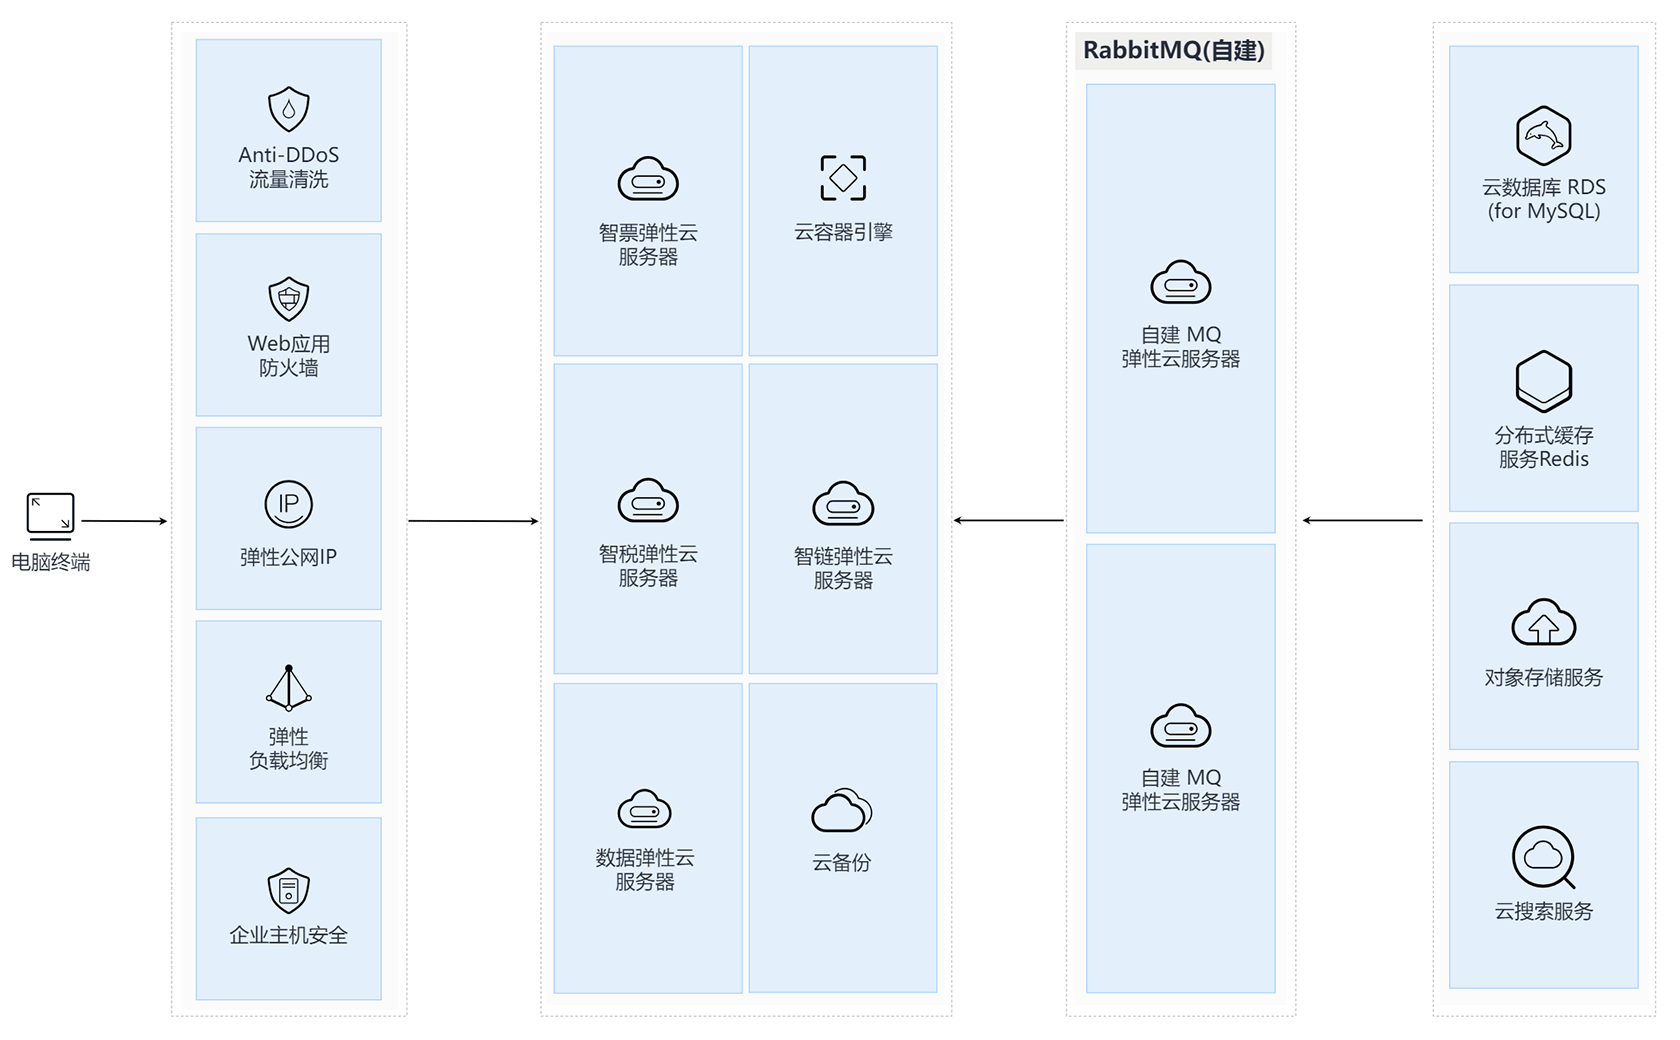 电脑终端
Anti-DDoS
流量清洗
Web应用
防火墙
IP
弹性公网IP
弹性
负载均衡
企业主机安全
智票弹性云
服务器
云容器引擎
智税弹性云
服务器
智链弹性云
服务器
数据弹性云
服务器
云备份
RabbitMQ(自建)
自建 MQ
弹性云服务器
自建 MQ
弹性云服务器
云数据库 RDS
(for MySQL)
分布式缓存
服务Redis
对象存储服务
云搜索服务